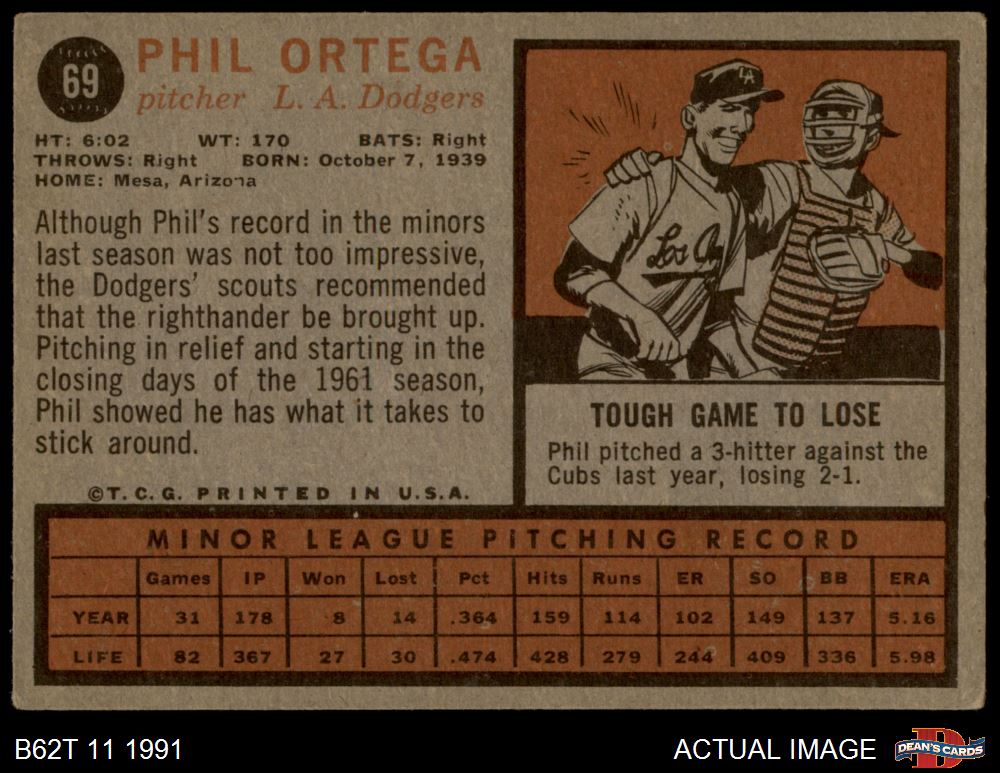 69
PHIL ORTEGA
pitcher L. A. Dodgers
HT: 6:02 WT: 170 BATS: Right
THROWS: Right BORN: October 7, 1939
HOME: Mesa, Arizona
Although Phil's record in the minors
last season was not too impressive,
the Dodgers' scouts recommended
that the righthander be brought up.
Pitching in relief and starting in the
closing days of the 1961 season,
Phil showed he has what it takes to
stick around.
©T. C. G. PRINTED IN U.S.A.
LA
Los An
TOUGH GAME TO LOSE
Phil pitched a 3-hitter against the
Cubs last year, losing 2-1.
MINOR LEAGUE PITCHING RECORD
Games IP Won Lost Pct Hits Runs ER SO BB ERA
YEAR 31 178 8 14 .364 159 114 102 149 137 5.16
LIFE 82 367 27 30 .474 428 279 244 409 336 5.98
B62T 11 1991
ACTUAL IMAGE
D
DEAN'S CARDS